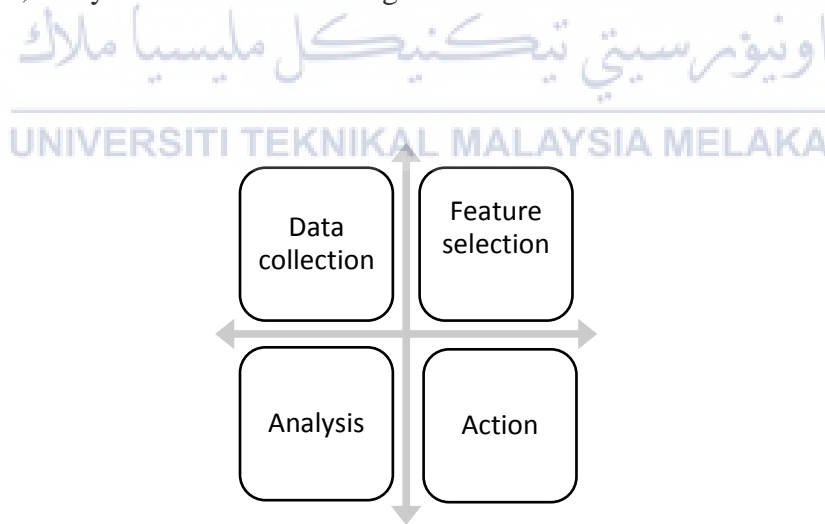 اونيۏرسيتي تيكنيكل مليسيا ملاك
UNIVERSITI TEKNIKAL MALAYSIA MELAKA
Data
collection
Feature
selection
Analysis
Action